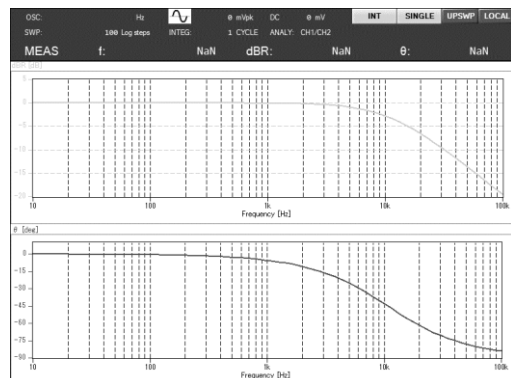 OSC: Hz 0 mVpk DC 0 mV INT SINGLE UPSWP LOCAL
SWP: 100 Log steps INTEG: 1 CYCLE ANALY: CH1/CH2
MEAS f: NaN dBR: NaN θ: NaN
dBR [dB]
5
0
-5
-10
-15
-20
10 100 1k 10k 100k
Frequency [Hz]
θ [deg]
0
-15
-30
-45
-60
-75
-90
10 100 1k 10k 100k
Frequency [Hz]